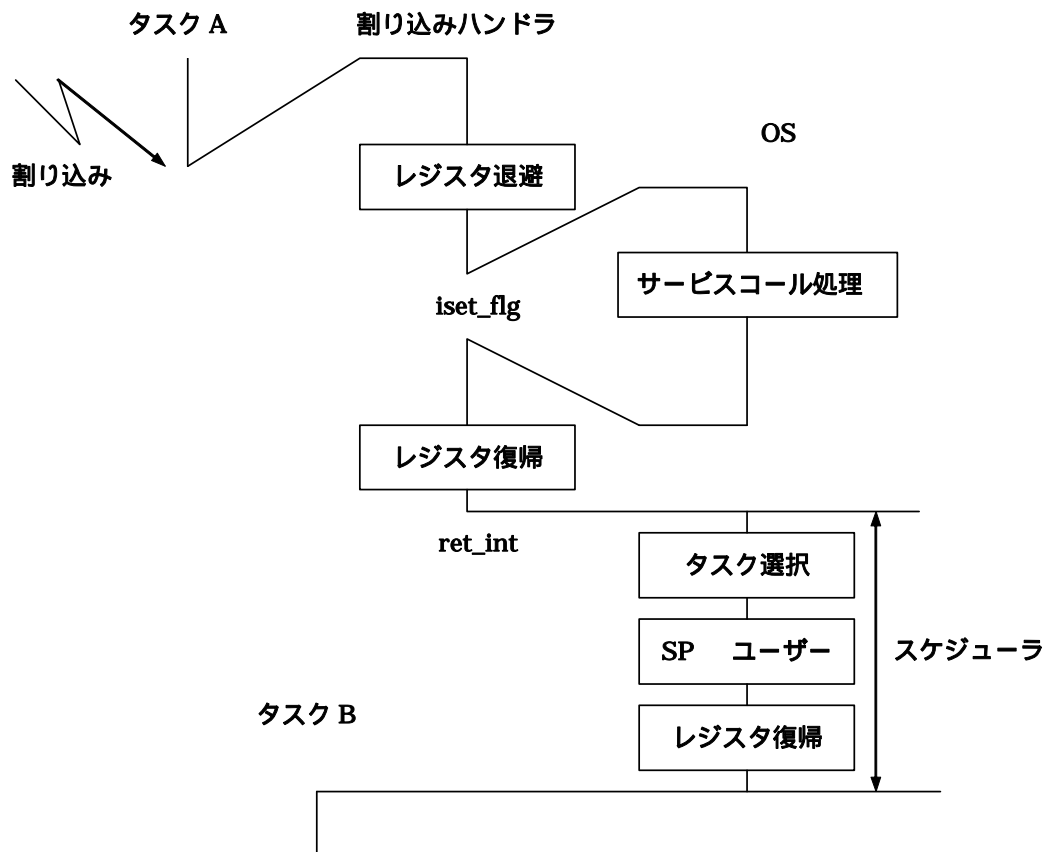 タスク A
割り込みハンドラ
OS
割り込み
レジスタ退避
サービスコール処理
iset_flg
レジスタ復帰
ret_int
タスク選択
SP ユーザー
スケジューラ
タスク B
レジスタ復帰